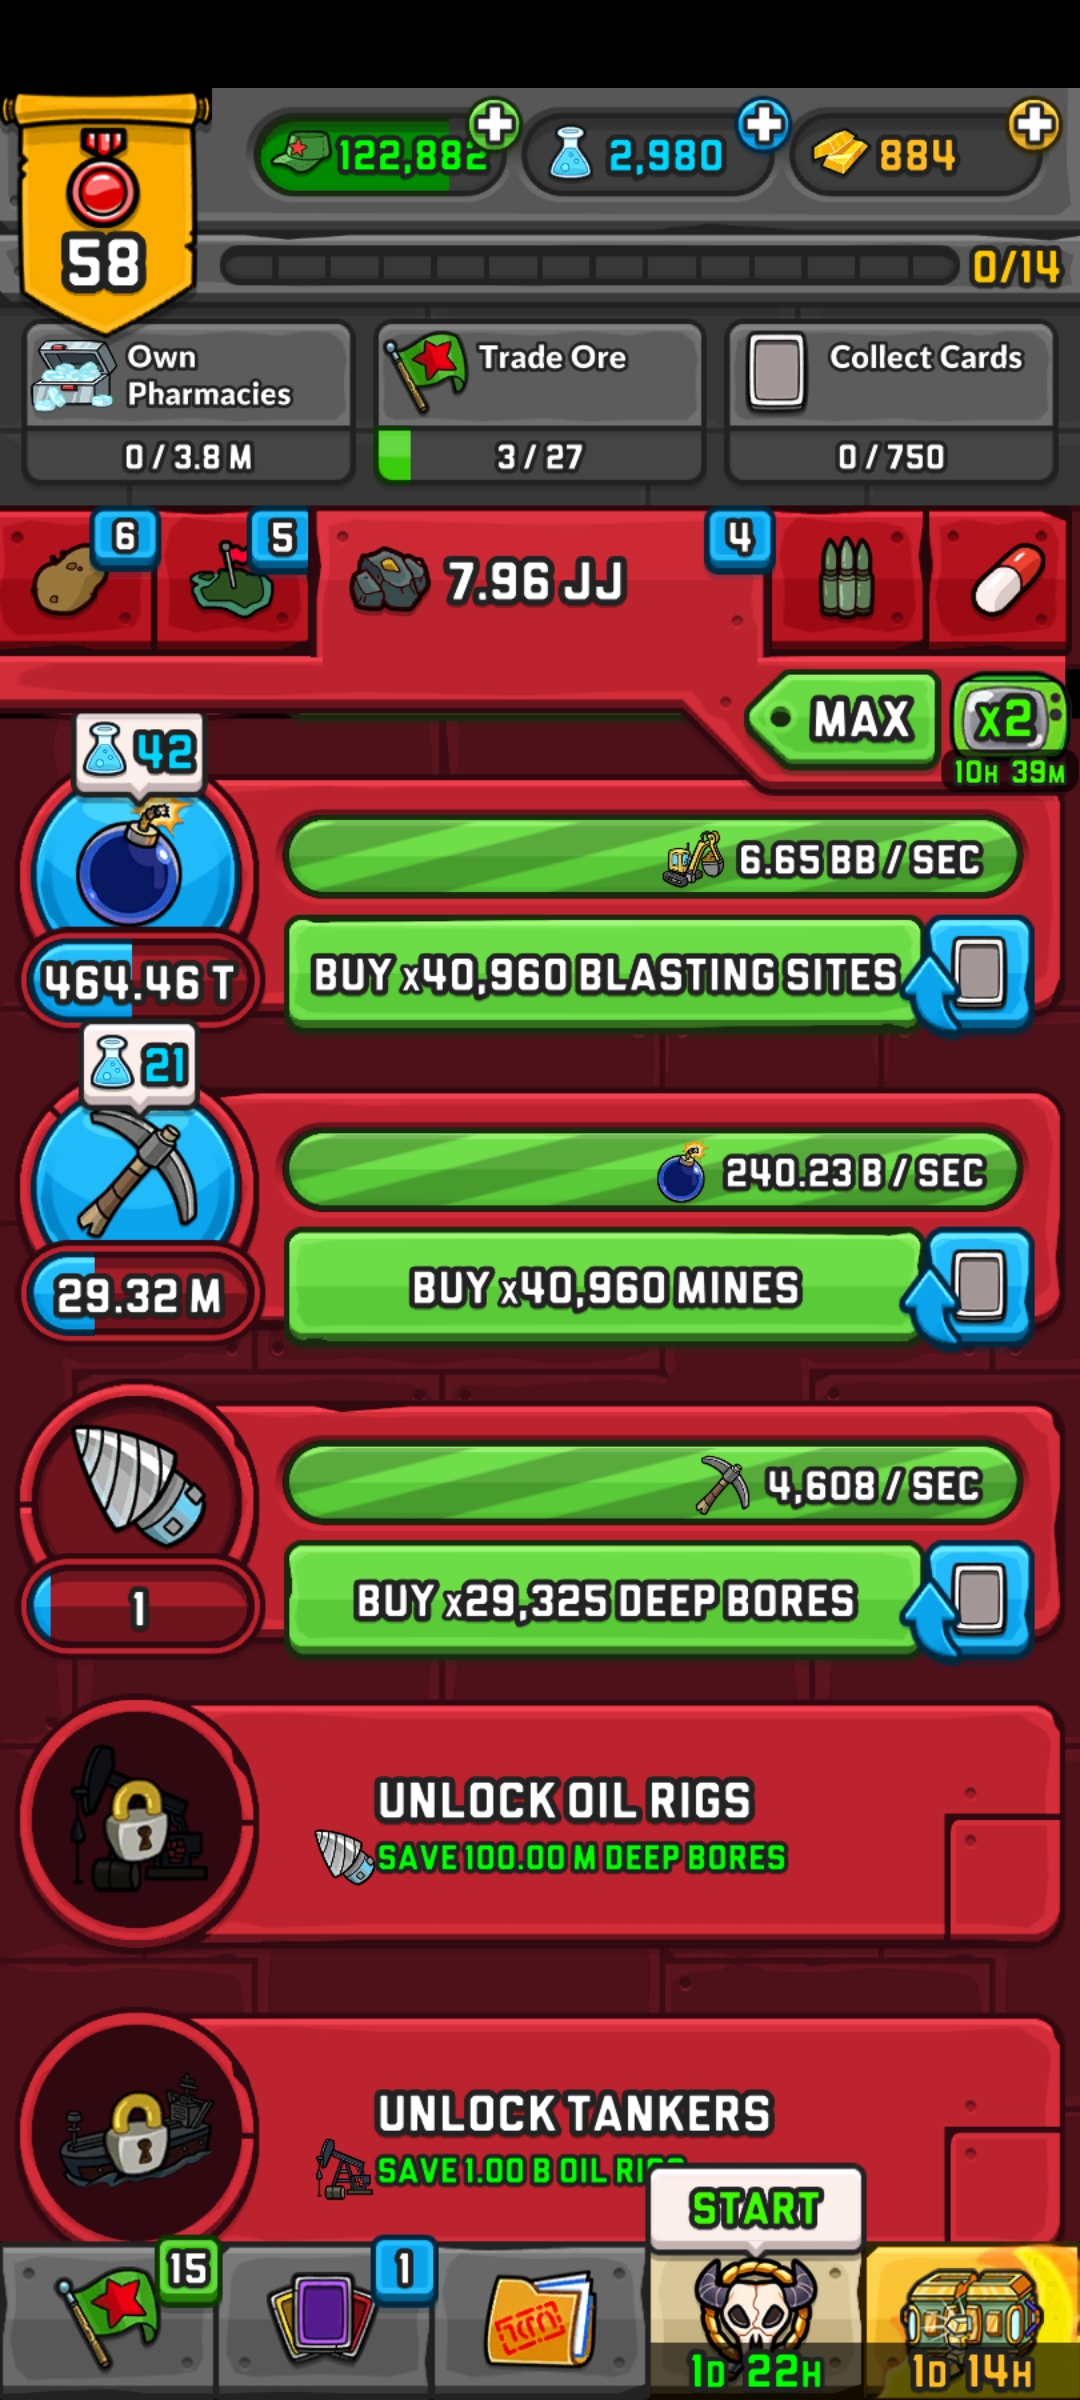 122,882
2,980
884
58
0/14
Own
Pharmacies
Trade Ore
Collect Cards
0 / 3.8 M
3 / 27
0 / 750
6
5
7.96 JJ
4
MAX
x2
10H 39M
42
6.65 BB / SEC
464.46 T
BUY x40,960 BLASTING SITES
21
240.23 B / SEC
29.32 M
BUY x40,960 MINES
4,608 / SEC
1
BUY x29,325 DEEP BORES
UNLOCK OIL RIGS
SAVE 100.00 M DEEP BORES
UNLOCK TANKERS
SAVE 1.00 B OIL
START
15
1
1D 22H
1D 14H